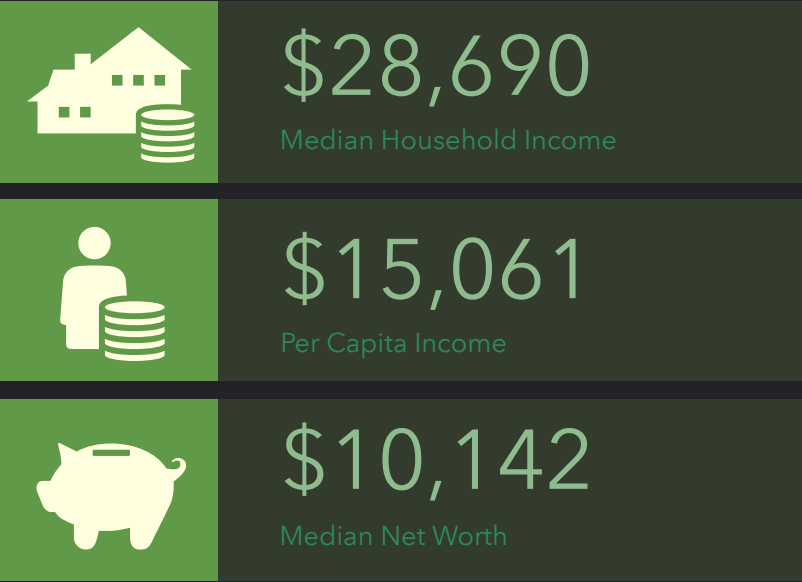 $28,690
Median Household Income
$15,061
Per Capita Income
$10,142
Median Net Worth